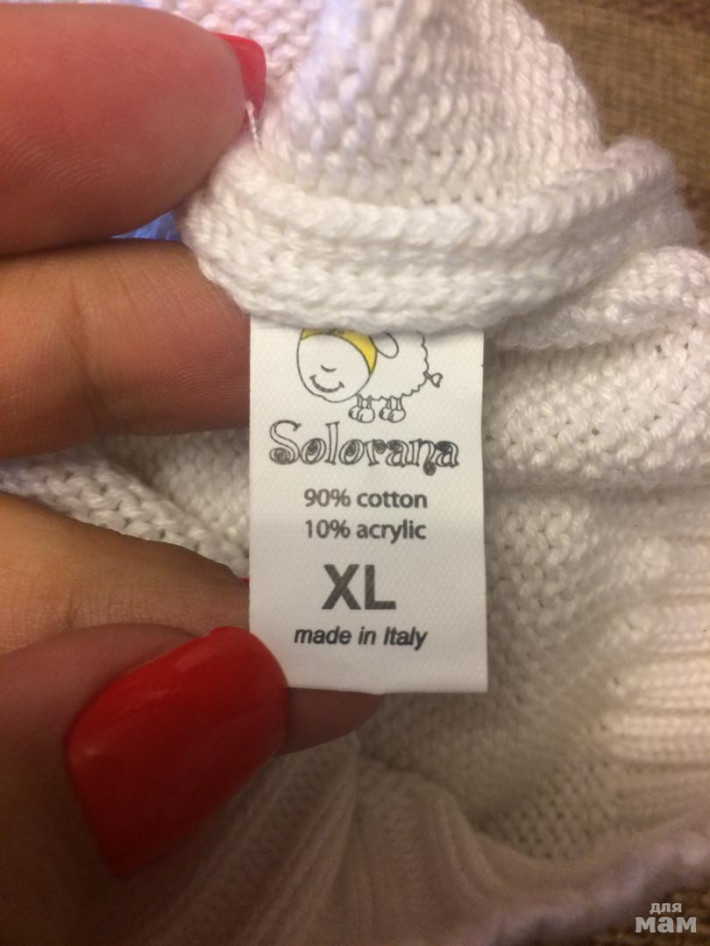 Solorana
90% cotton
10% acrylic
XL
made in Italy
для
мам